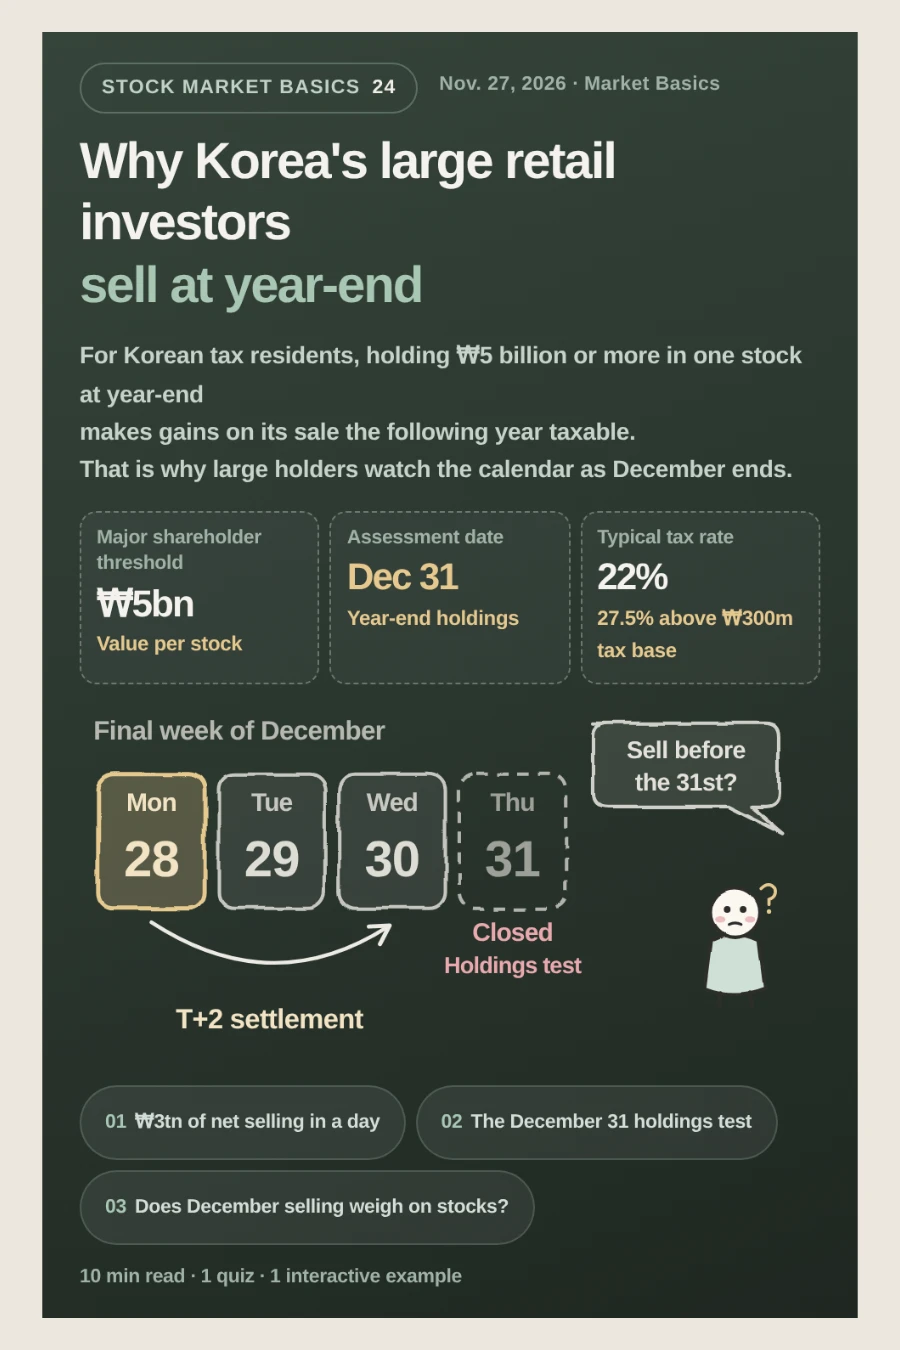 STOCK MARKET BASICS 24
Nov. 27, 2026 · Market Basics
Why Korea's large retail
investors
sell at year-end
For Korean tax residents, holding ₩5 billion or more in one stock
at year-end
makes gains on its sale the following year taxable.
That is why large holders watch the calendar as December ends.
Major shareholder
threshold
₩5bn
Value per stock
Assessment date
Dec 31
Year-end holdings
Typical tax rate
22%
27.5% above ₩300m
tax base
Final week of December
Sell before
the 31st?
Mon
28
Tue
29
Wed
30
Thu
31
?
Closed
Holdings test
T+2 settlement
01 ₩3tn of net selling in a day
02 The December 31 holdings test
03 Does December selling weigh on stocks?
10 min read · 1 quiz · 1 interactive example